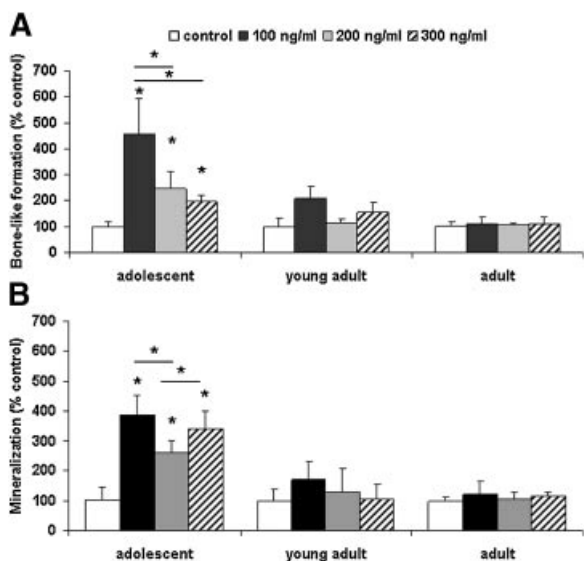 A
control 100 ng/ml 200 ng/ml 300 ng/ml
Bone-like formation (% control)
700
600
500
400
300
200
100
0
* * * * *
adolescent young adult adult
B
Mineralization (% control)
700
600
500
400
300
200
100
0
* * * * *
adolescent young adult adult